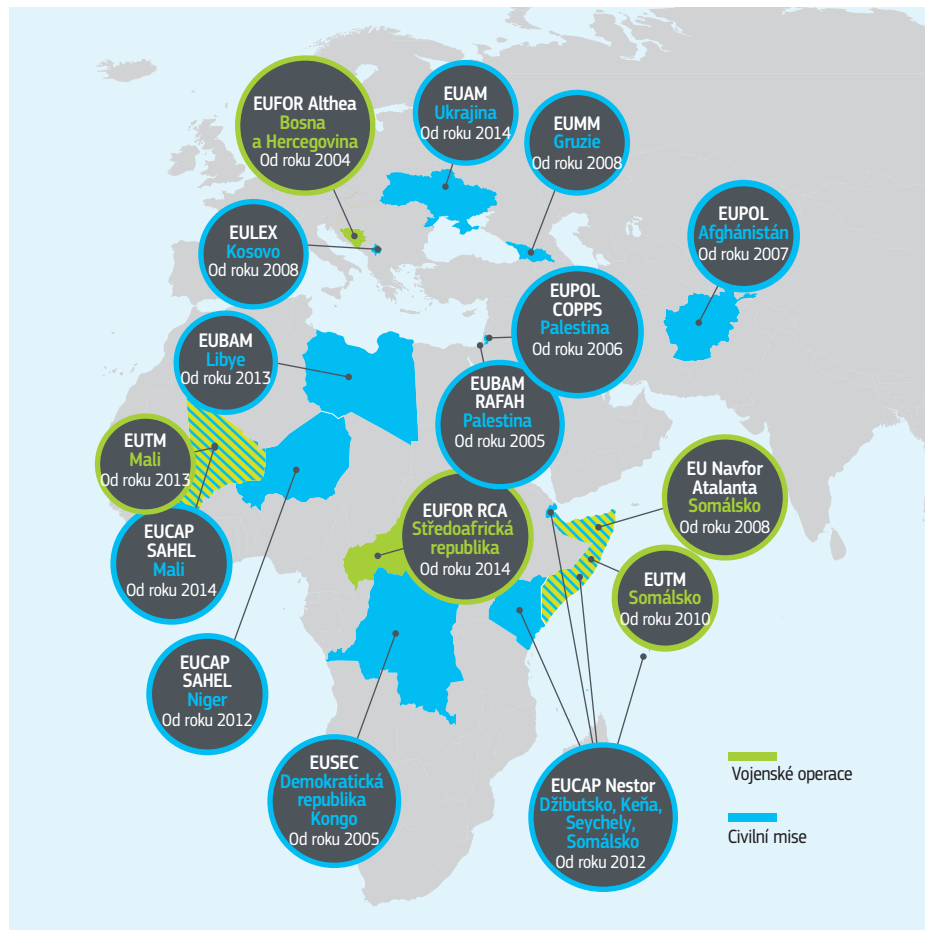 EUFOR Althea
Bosna
a Hercegovina
Od roku 2004
EUAM
Ukrajina
Od roku 2014
EUMM
Gruzie
Od roku 2008
EULEX
Kosovo
Od roku 2008
EUPOL
Afghánistán
Od roku 2007
EUPOL
COPPS
Palestina
Od roku 2006
EUBAM
Libye
Od roku 2013
EUBAM
RAFAH
Palestina
Od roku 2005
EUTM
Mali
Od roku 2013
EU Navfor
Atalanta
Somálsko
Od roku 2008
EUFOR RCA
Středoafrická
republika
Od roku 2014
EUCAP
SAHEL
Mali
Od roku 2014
EUTM
Somálsko
Od roku 2010
EUCAP
SAHEL
Niger
Od roku 2012
EUSEC
Demokratická
republika
Kongo
Od roku 2005
EUCAP Nestor
Džibutsko, Keňa,
Seychely,
Somálsko
Od roku 2012
Vojenské operace
Civilní mise